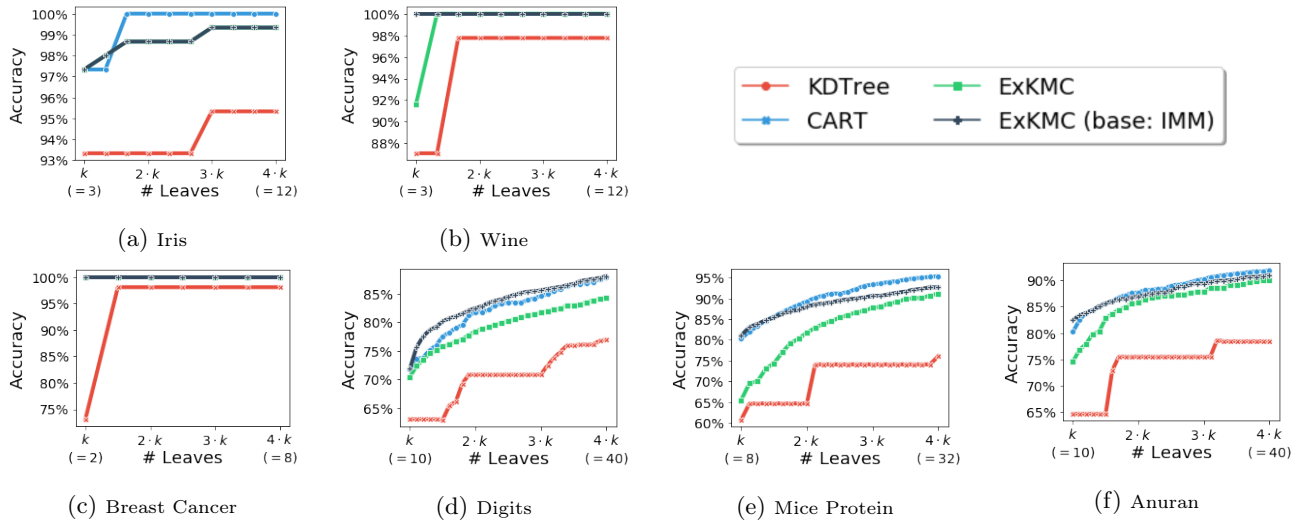 100%
99%
98%
97%
96%
95%
94%
93%
Accuracy
k
2 · k
3 · k
4 · k
(=3)
# Leaves
(=12)
(a) Iris
100%
98%
96%
94%
92%
90%
88%
Accuracy
k
2 · k
3 · k
4 · k
(=3)
# Leaves
(=12)
(b) Wine
KDTree
ExKMC
CART
ExKMC (base: IMM)
100%
95%
90%
85%
80%
75%
Accuracy
k
2 · k
3 · k
4 · k
(=2)
# Leaves
(=8)
(c) Breast Cancer
85%
80%
75%
70%
65%
Accuracy
k
2 · k
3 · k
4 · k
(=10)
# Leaves
(=40)
(d) Digits
95%
90%
85%
80%
75%
70%
65%
60%
Accuracy
k
2 · k
3 · k
4 · k
(=8)
# Leaves
(=32)
(e) Mice Protein
90%
85%
80%
75%
70%
65%
Accuracy
k
2 · k
3 · k
4 · k
(=10)
# Leaves
(=40)
(f) Anuran